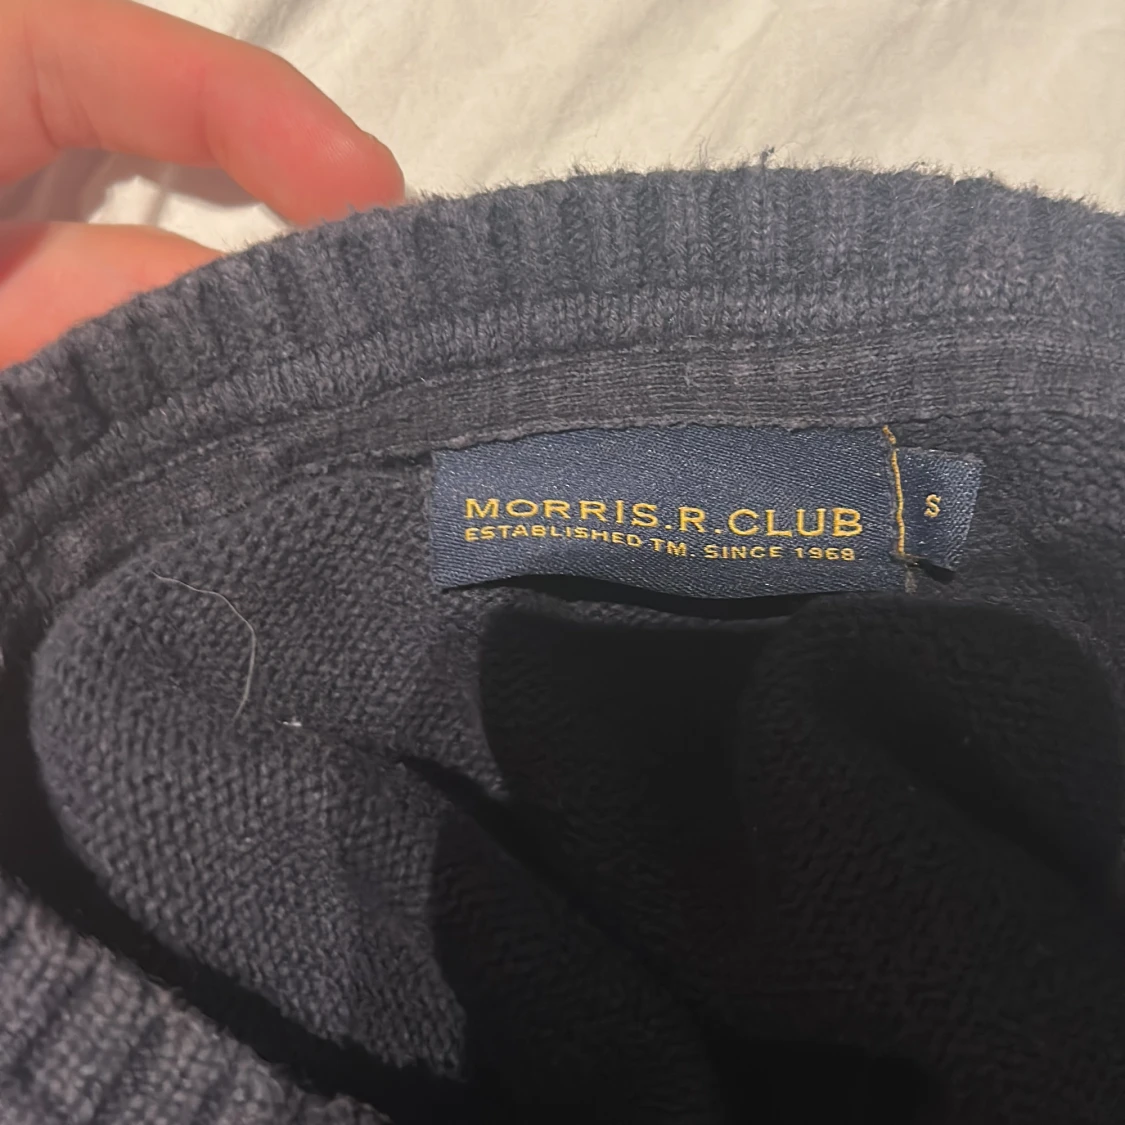 MORRIS.R.CLUB
ESTABLISHED TM. SINCE 1968
S